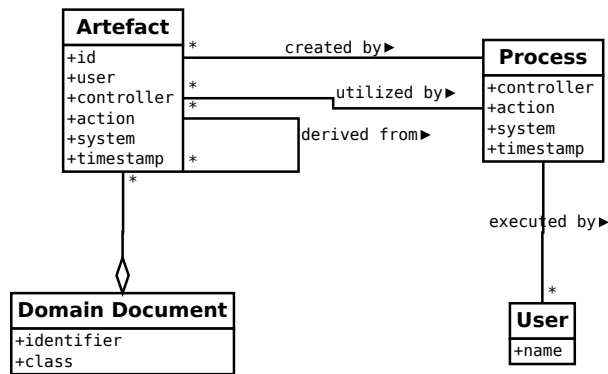 Artefact
+id
+user
+controller
+action
+system
+timestamp
*
created by▶
*
utilized by▶
*
derived from▶
*
Process
+controller
+action
+system
+timestamp
*
executed by▶
*
Domain Document
+identifier
+class
User
+name